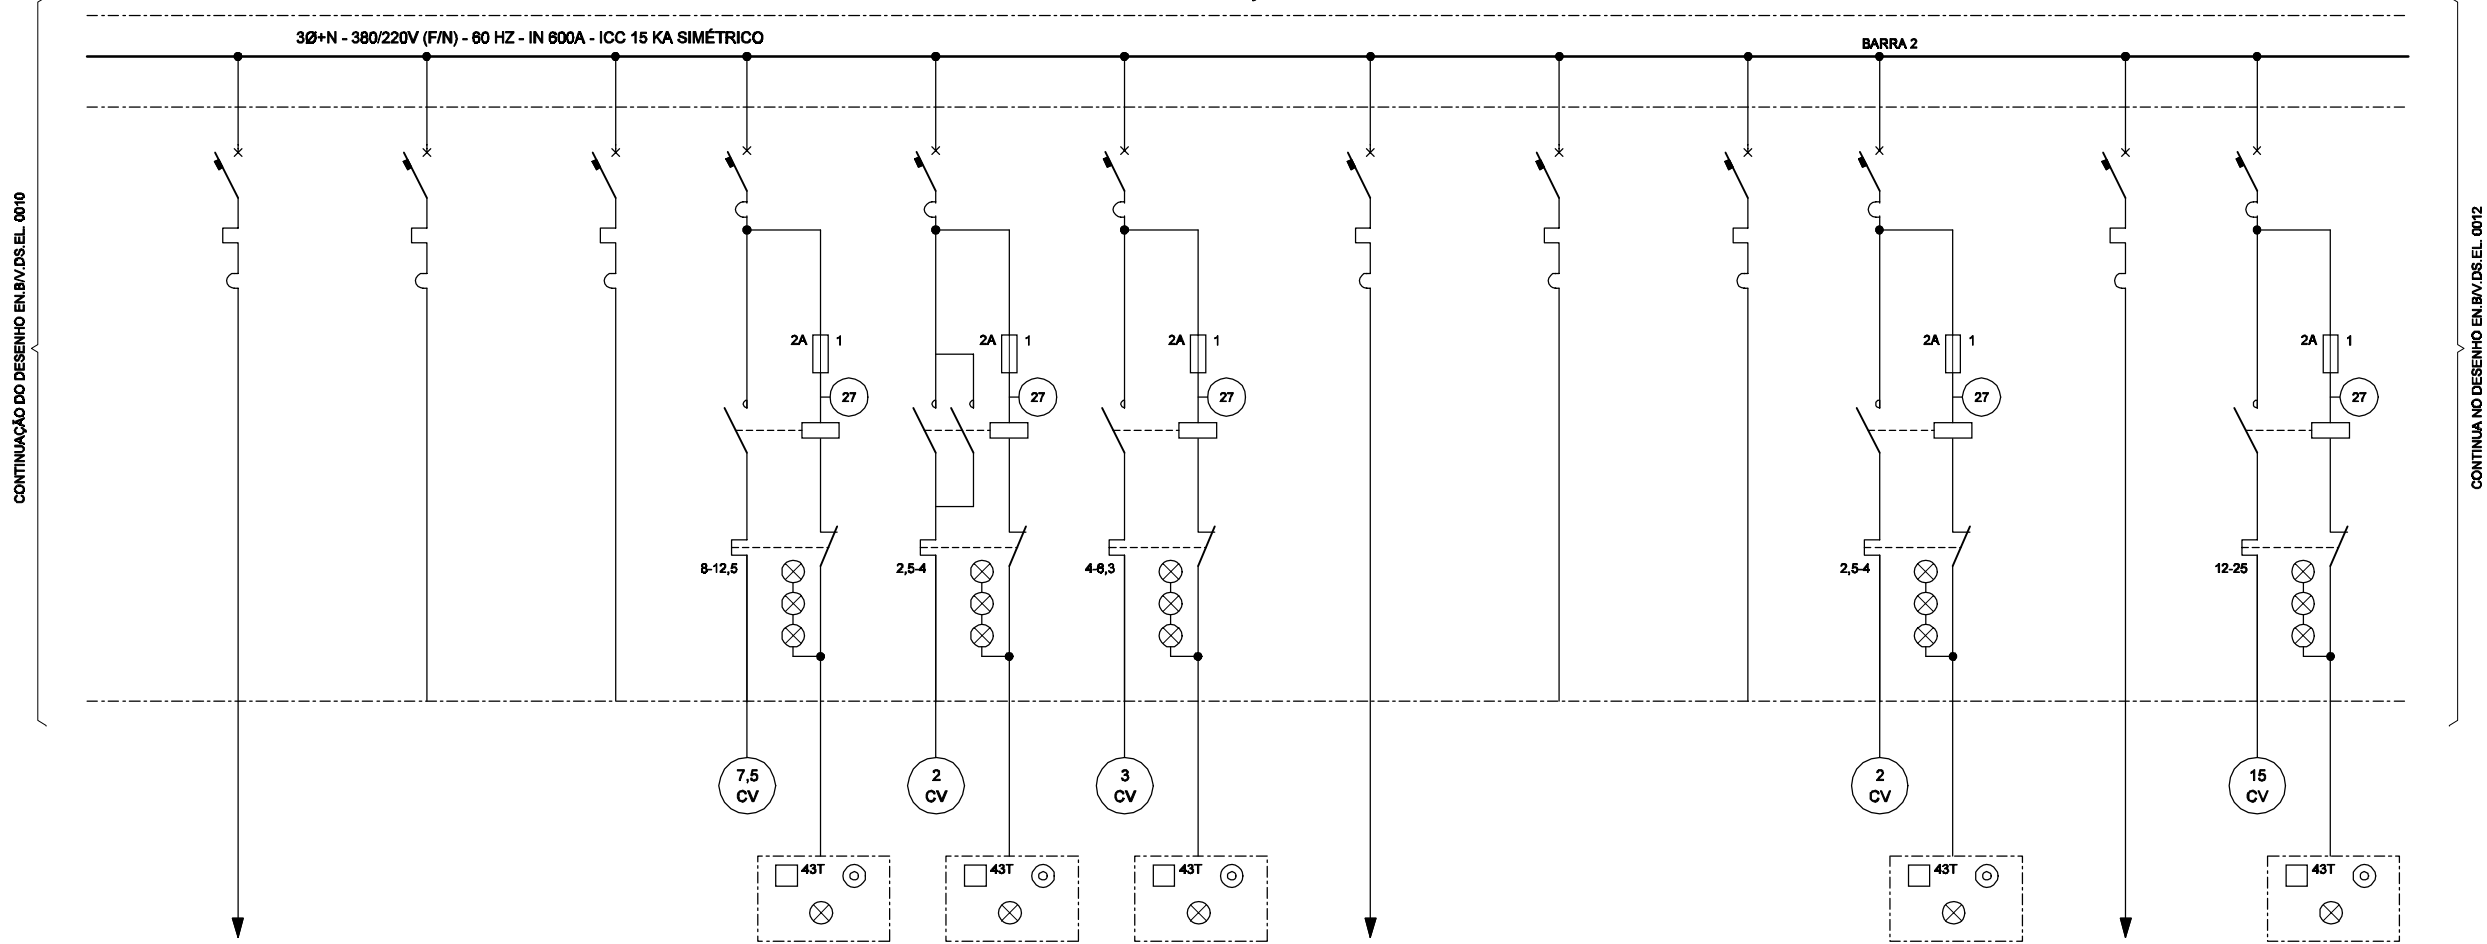 3Ø+N - 380/220V (F/N) - 60 HZ - IN 600A - ICC 15 KA SIMÉTRICO
BARRA 2
CONTINUAÇÃO DO DESENHO EN.B/V.DS.EL. 0010
CONTINUA NO DESENHO EN.B/V.DS.EL. 0012
2A 1
2A 1
2A 1
2A 1
2A 1
27
27
27
27
27
8-12,5
2,5-4
4-6,3
2,5-4
12-25
7,5
CV
2
CV
3
CV
2
CV
15
CV
43T
43T
43T
43T
43T